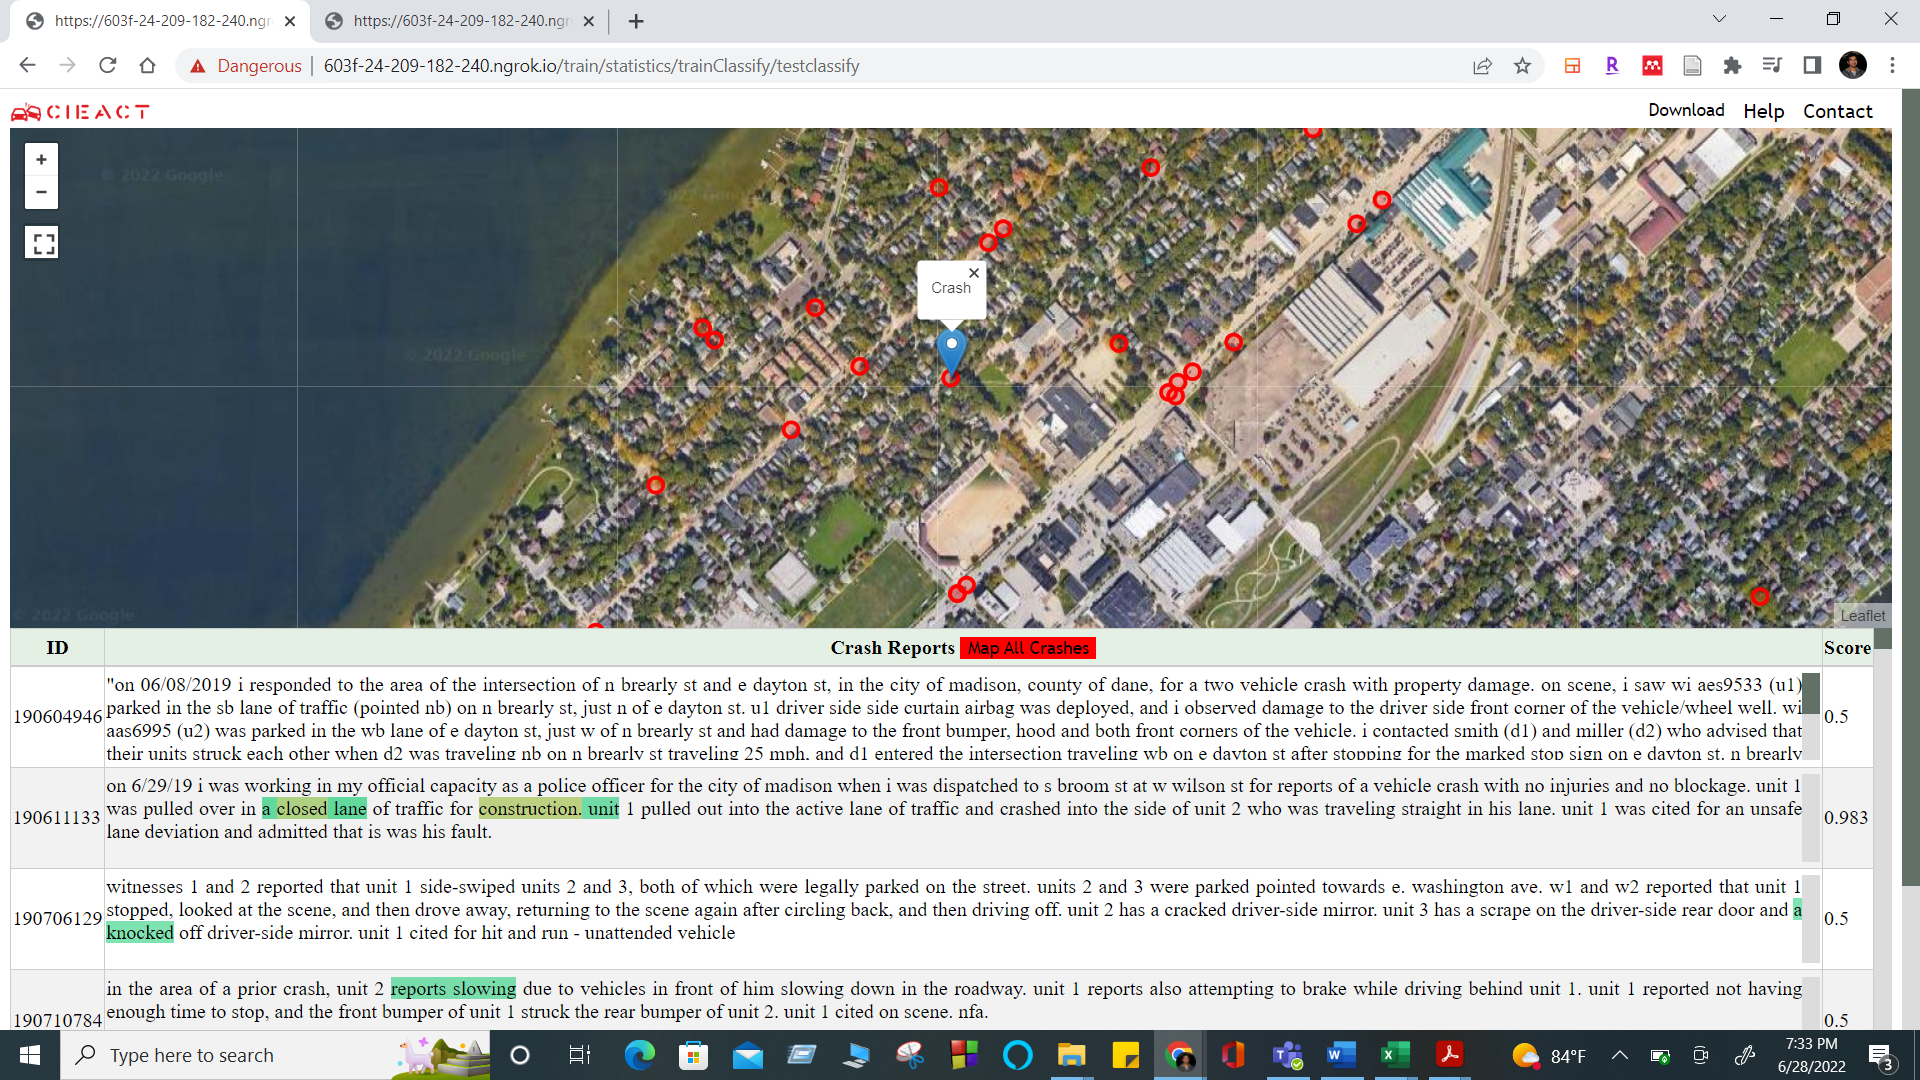 https://603f-24-209-182-240.ngr
https://603f-24-209-182-240.ngr
Dangerous
603f-24-209-182-240.ngrok.io/train/statistics/trainClassify/testclassify
CIEACT
Download Help Contact
+
−
© 2022 Google
Crash
© 2022 Google
© 2022 Google
Leaflet
ID Crash Reports Map All Crashes Score
190604946
"on 06/08/2019 i responded to the area of the intersection of n brearly st and e dayton st, in the city of madison, county of dane, for a two vehicle crash with property damage. on scene, i saw wi aes9533 (u1)
parked in the sb lane of traffic (pointed nb) on n brearly st, just n of e dayton st. u1 driver side side curtain airbag was deployed, and i observed damage to the driver side front corner of the vehicle/wheel well. wi
aas6995 (u2) was parked in the wb lane of e dayton st, just w of n brearly st and had damage to the front bumper, hood and both front corners of the vehicle. i contacted smith (d1) and miller (d2) who advised that
their units struck each other when d2 was traveling nb on n brearly st traveling 25 mph, and d1 entered the intersection traveling wb on e dayton st after stopping for the marked stop sign on e dayton st. n brearly
0.5
190611133
on 6/29/19 i was working in my official capacity as a police officer for the city of madison when i was dispatched to s broom st at w wilson st for reports of a vehicle crash with no injuries and no blockage. unit 1
was pulled over in a closed lane of traffic for construction. unit 1 pulled out into the active lane of traffic and crashed into the side of unit 2 who was traveling straight in his lane. unit 1 was cited for an unsafe
lane deviation and admitted that is was his fault.
0.983
190706129
witnesses 1 and 2 reported that unit 1 side-swiped units 2 and 3, both of which were legally parked on the street. units 2 and 3 were parked pointed towards e. washington ave. w1 and w2 reported that unit 1
stopped, looked at the scene, and then drove away, returning to the scene again after circling back, and then driving off. unit 2 has a cracked driver-side mirror. unit 3 has a scrape on the driver-side rear door and a
knocked off driver-side mirror. unit 1 cited for hit and run - unattended vehicle
0.5
190710784
in the area of a prior crash, unit 2 reports slowing due to vehicles in front of him slowing down in the roadway. unit 1 reports also attempting to brake while driving behind unit 1. unit 1 reported not having
enough time to stop, and the front bumper of unit 1 struck the rear bumper of unit 2. unit 1 cited on scene. nfa.
0.5
Type here to search
84°F
7:33 PM
6/28/2022
3